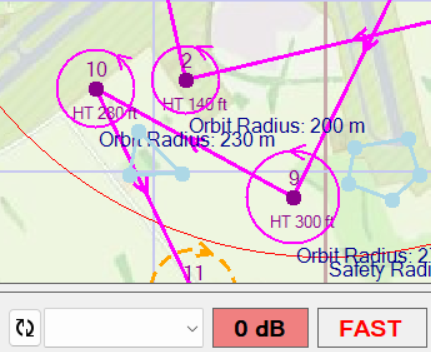 10
2
HT 280 ft
HT 140 ft
Orbit Radius: 200 m
Orbit Radius: 230 m
9
HT 300 ft
Orbit Radius: 2
Safety Radi
11
0 dB
FAST